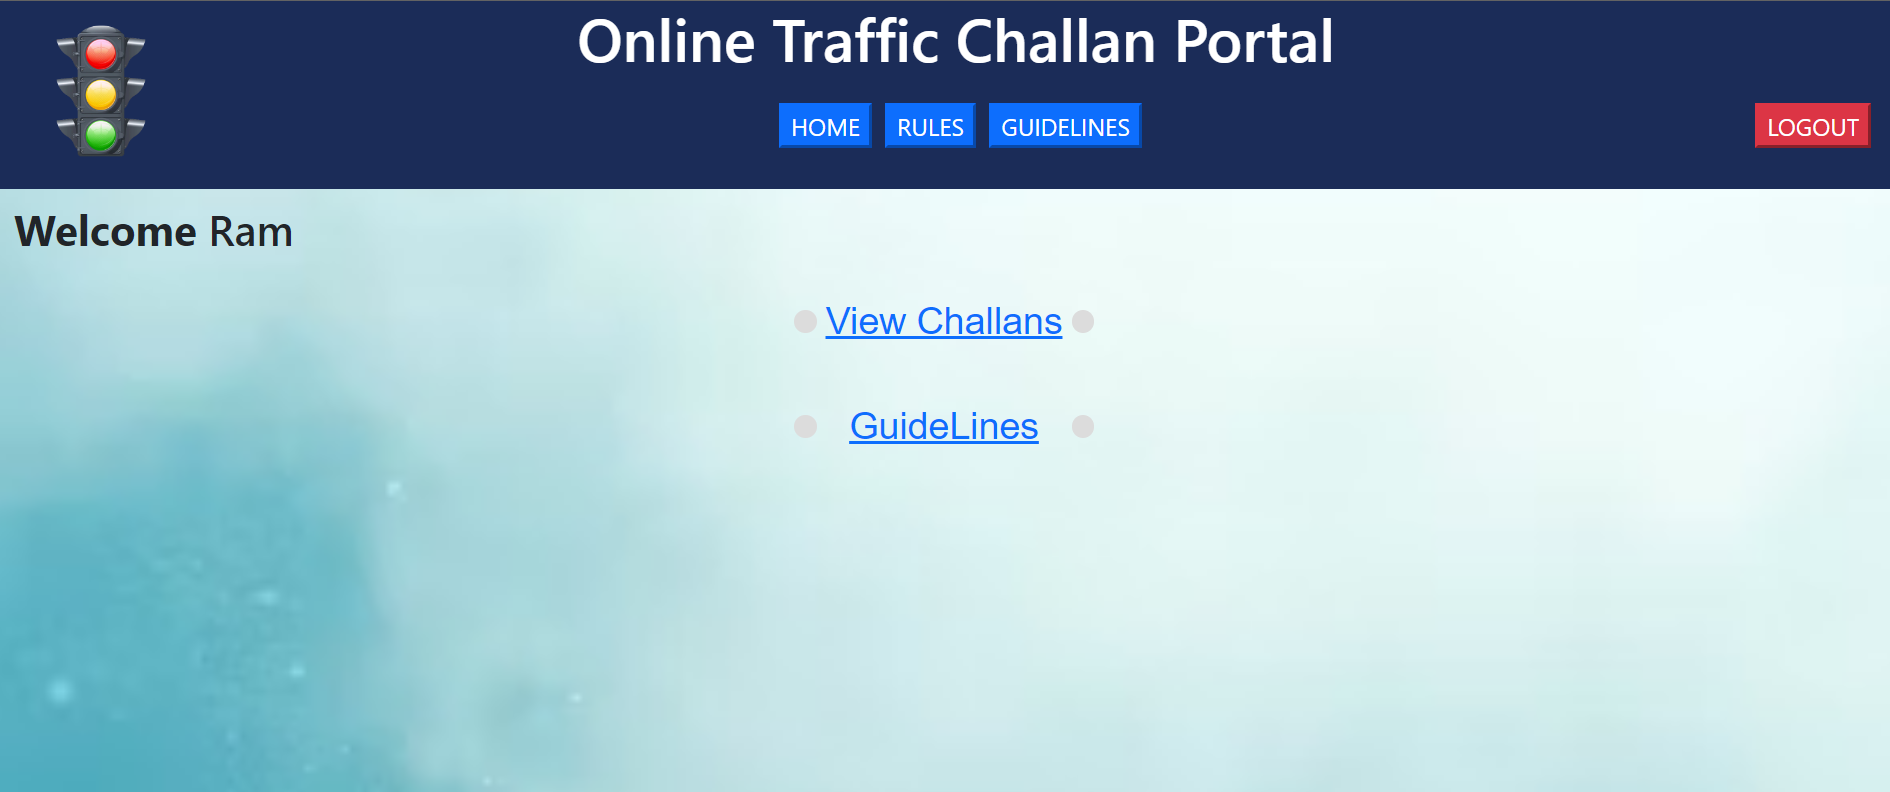 Online Traffic Challan Portal
HOME RULES GUIDELINES LOGOUT
Welcome Ram
View Challans
GuideLines